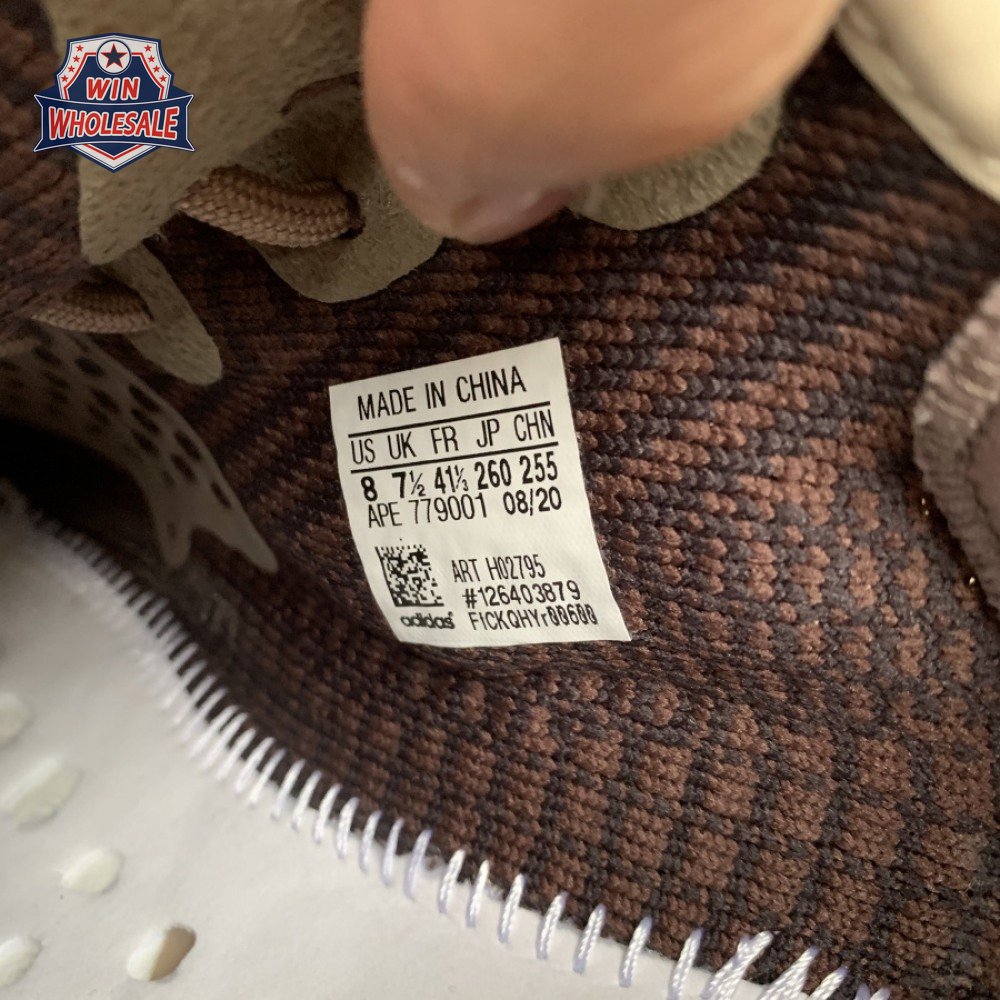 WIN
WHOLESALE
MADE IN CHINA
US UK FR JP CHN
8 7½ 41⅓ 260 255
APE 779001 08/20
ART H02795
#126403879
adidas FICKQHYr00600